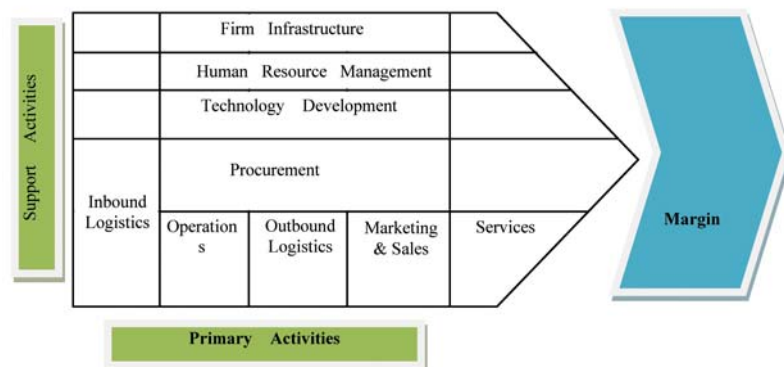 Support Activities
Firm Infrastructure
Human Resource Management
Technology Development
Procurement
Inbound
Logistics
Operation
s
Outbound
Logistics
Marketing
& Sales
Services
Margin
Primary Activities